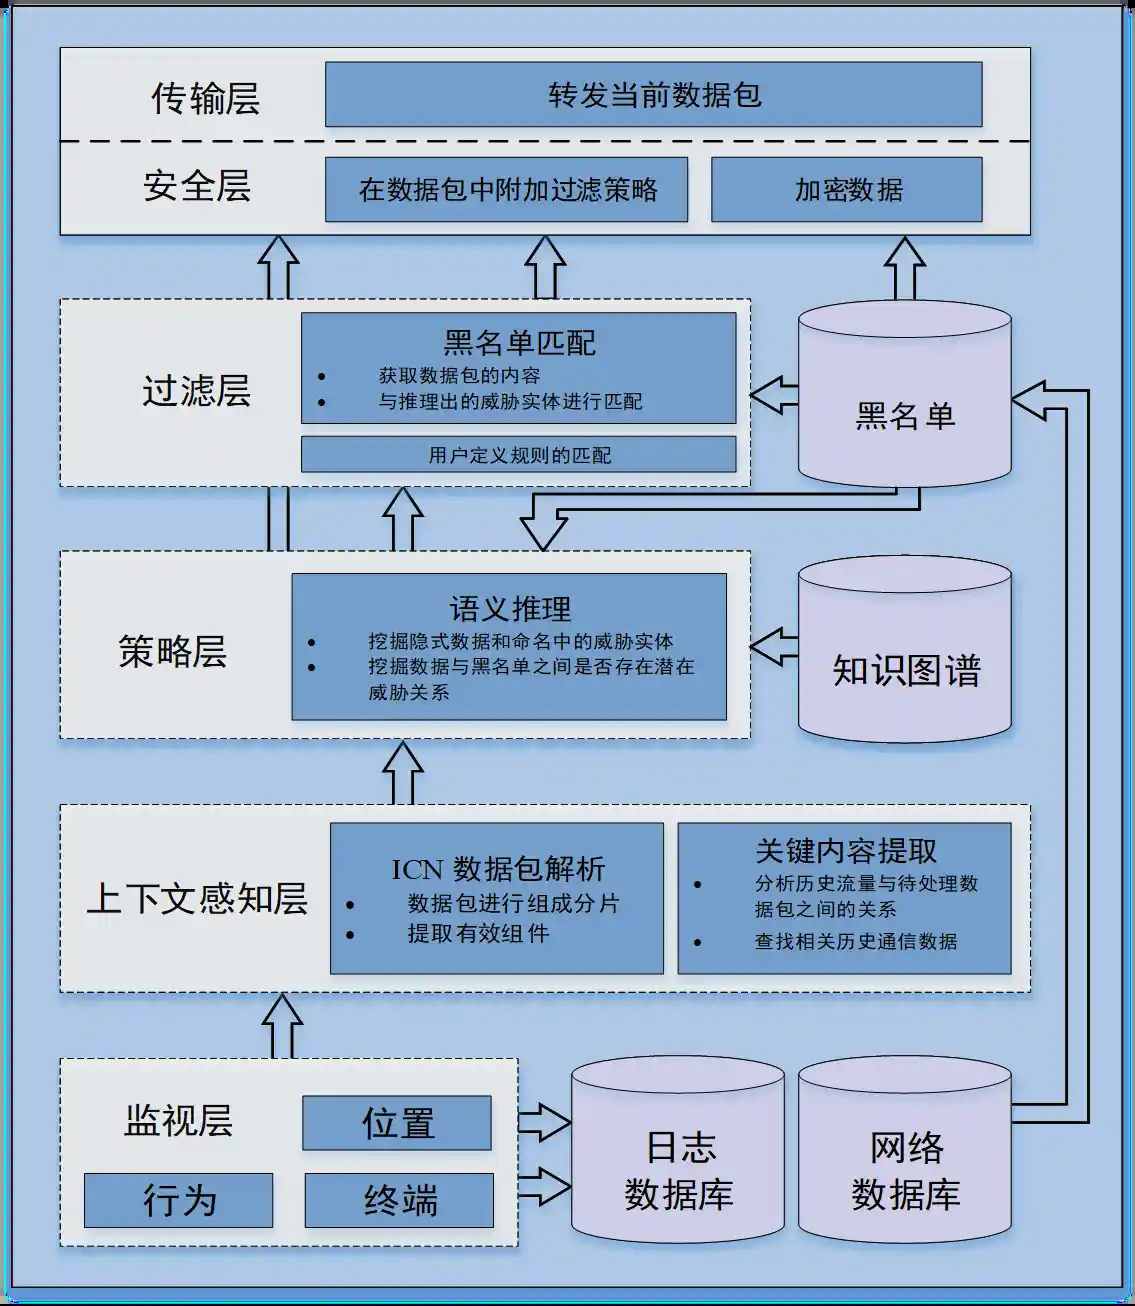 传输层
转发当前数据包
安全层
在数据包中附加过滤策略
加密数据
过滤层
黑名单匹配
• 获取数据包的内容
• 与推理出的威胁实体进行匹配
用户定义规则的匹配
黑名单
策略层
语义推理
• 挖掘隐式数据和命名中的威胁实体
• 挖掘数据与黑名单之间是否存在潜在
威胁关系
知识图谱
上下文感知层
ICN 数据包解析
• 数据包进行组成分片
• 提取有效组件
关键内容提取
• 分析历史流量与待处理数
据包之间的关系
• 查找相关历史通信数据
监视层
位置
行为
终端
日志
数据库
网络
数据库